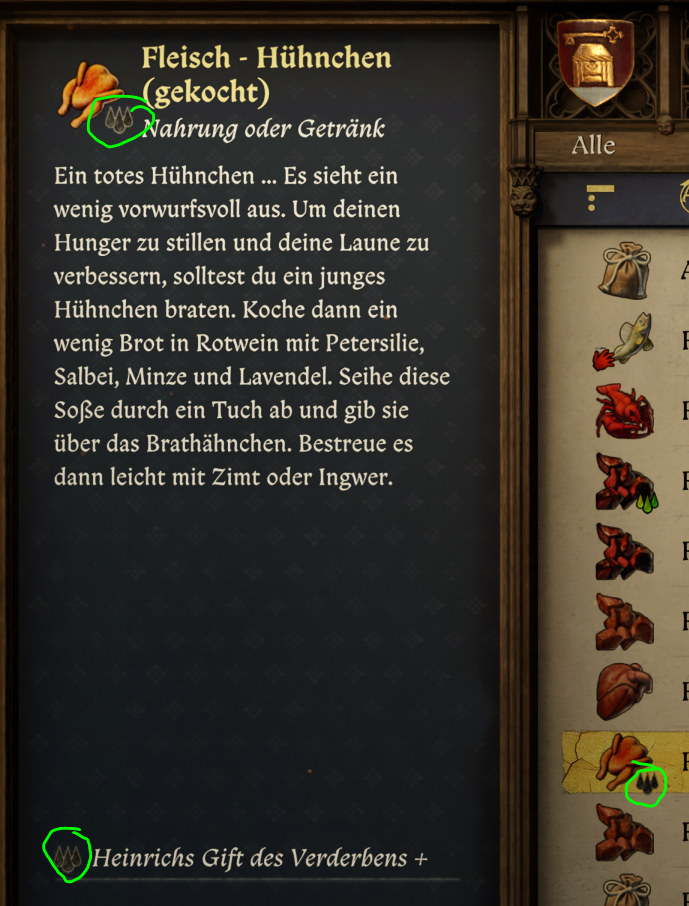 Fleisch - Hühnchen
(gekocht)
Nahrung oder Getränk
Ein totes Hühnchen ... Es sieht ein
wenig vorwurfsvoll aus. Um deinen
Hunger zu stillen und deine Laune zu
verbessern, solltest du ein junges
Hühnchen braten. Koche dann ein
wenig Brot in Rotwein mit Petersilie,
Salbei, Minze und Lavendel. Seihe diese
Soße durch ein Tuch ab und gib sie
über das Brathähnchen. Bestreue es
dann leicht mit Zimt oder Ingwer.
Heinrichs Gift des Verderbens +
Alle